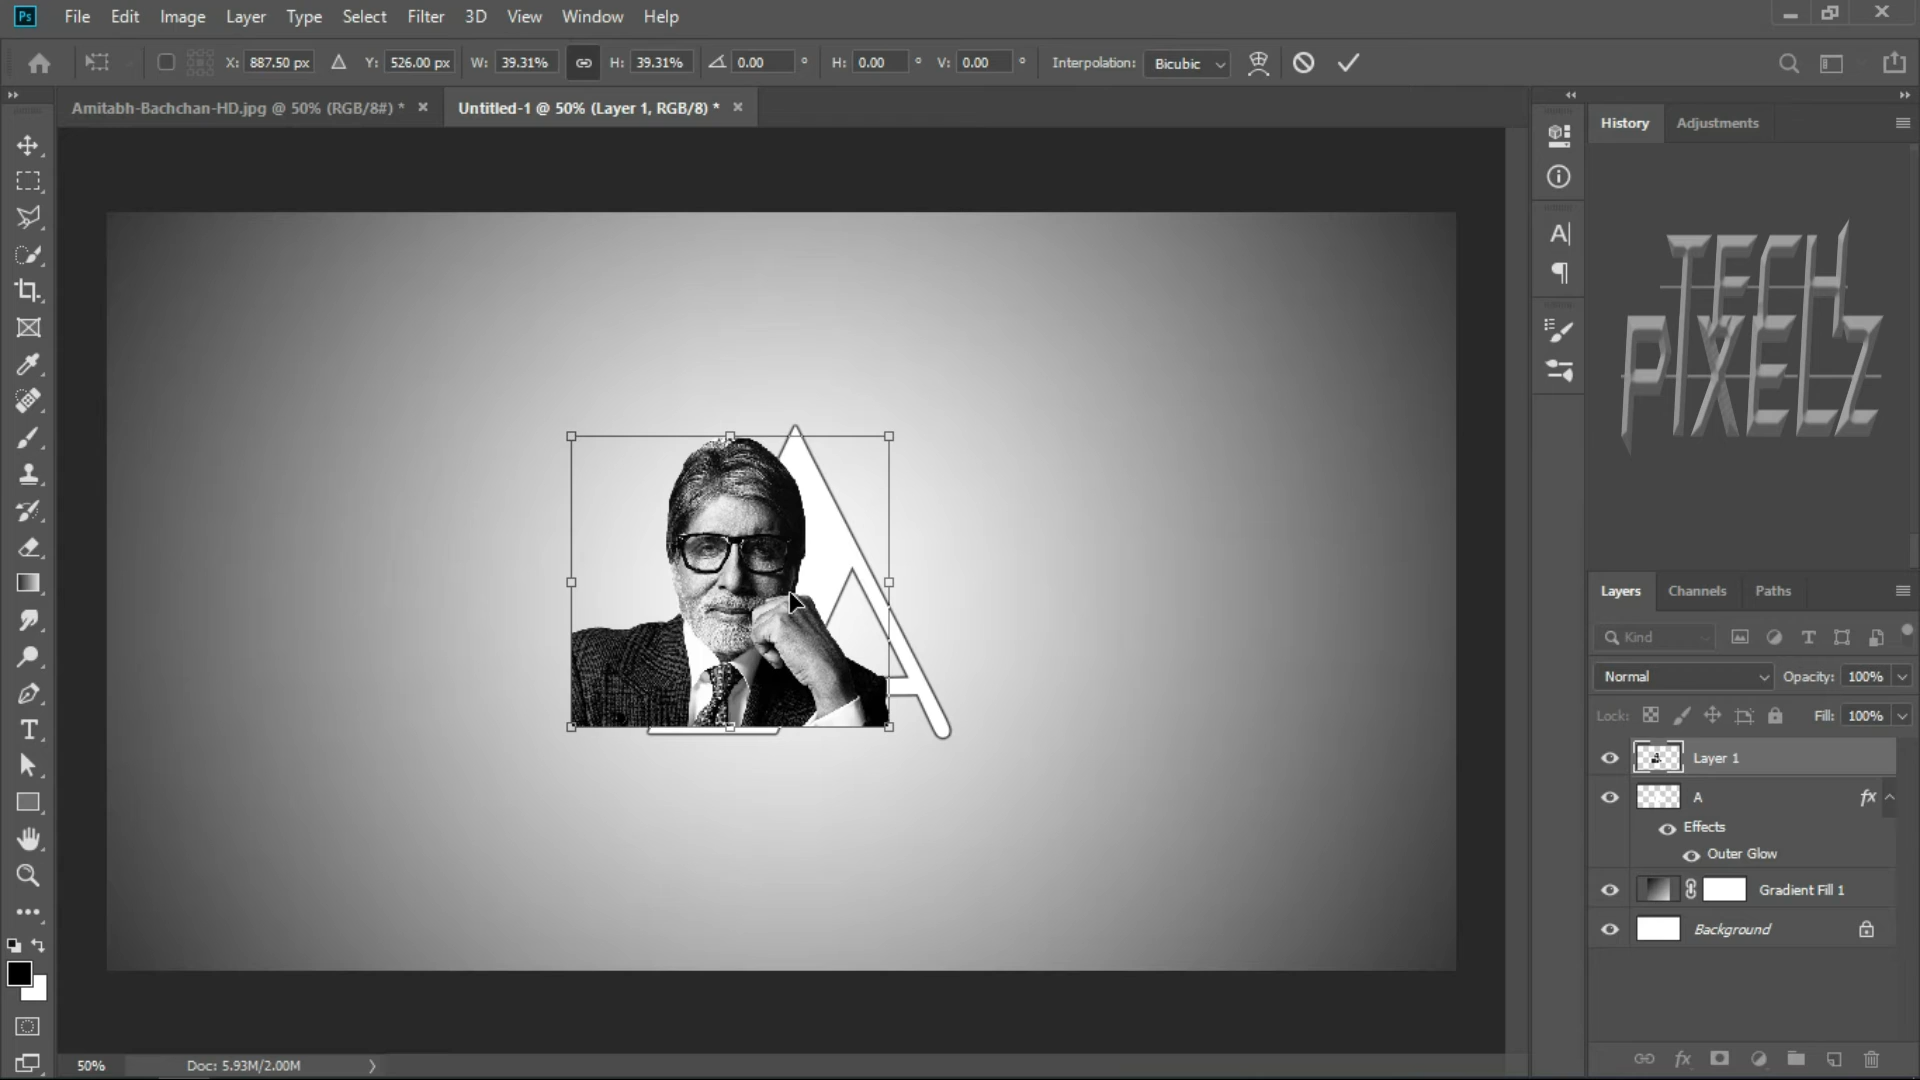 Ps File Edit Image Layer Type Select Filter 3D View Window Help
X: 887.50 px Y: 526.00 px W: 39.31% H: 39.31% 0.00 ° H: 0.00 ° V: 0.00 ° Interpolation: Bicubic
Amitabh-Bachchan-HD.jpg @ 50% (RGB/8#) * Untitled-1 @ 50% (Layer 1, RGB/8) *
History Adjustments
TECH
PIXELZ
A
Layers Channels Paths
Kind
Normal Opacity: 100%
Lock: Fill: 100%
Layer 1
A fx
Effects
Outer Glow
Gradient Fill 1
Background
50% Doc: 5.93M/2.00M
fx